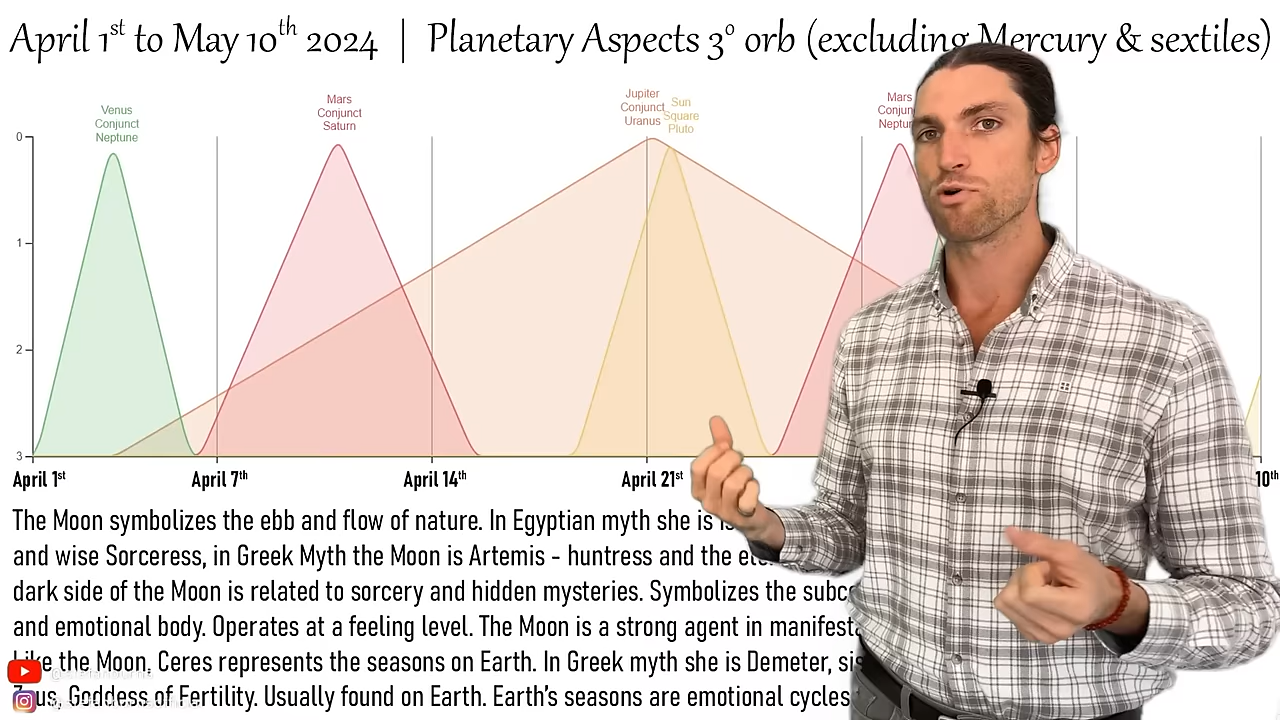 April 1st to May 10th 2024 | Planetary Aspects 3° orb (excluding Mercury & sextiles)
Venus
Conjunct
Neptune
Mars
Conjunct
Saturn
Jupiter
Conjunct
Uranus
Sun
Square
Pluto
Mars
0
1
2
3
April 1st
April 7th
April 14th
April 21st
10th
The Moon symbolizes the ebb and flow of nature. In Egyptian myth she is
and wise Sorceress, in Greek Myth the Moon is Artemis - huntress and the
dark side of the Moon is related to sorcery and hidden mysteries. Symbolizes the
and emotional body. Operates at a feeling level. The Moon is a strong agent in
Like the Moon. Ceres represents the seasons on Earth. In Greek myth she is Demeter,
Zeus, Goddess of Fertility. Usually found on Earth. Earth's seasons are emotional cycles